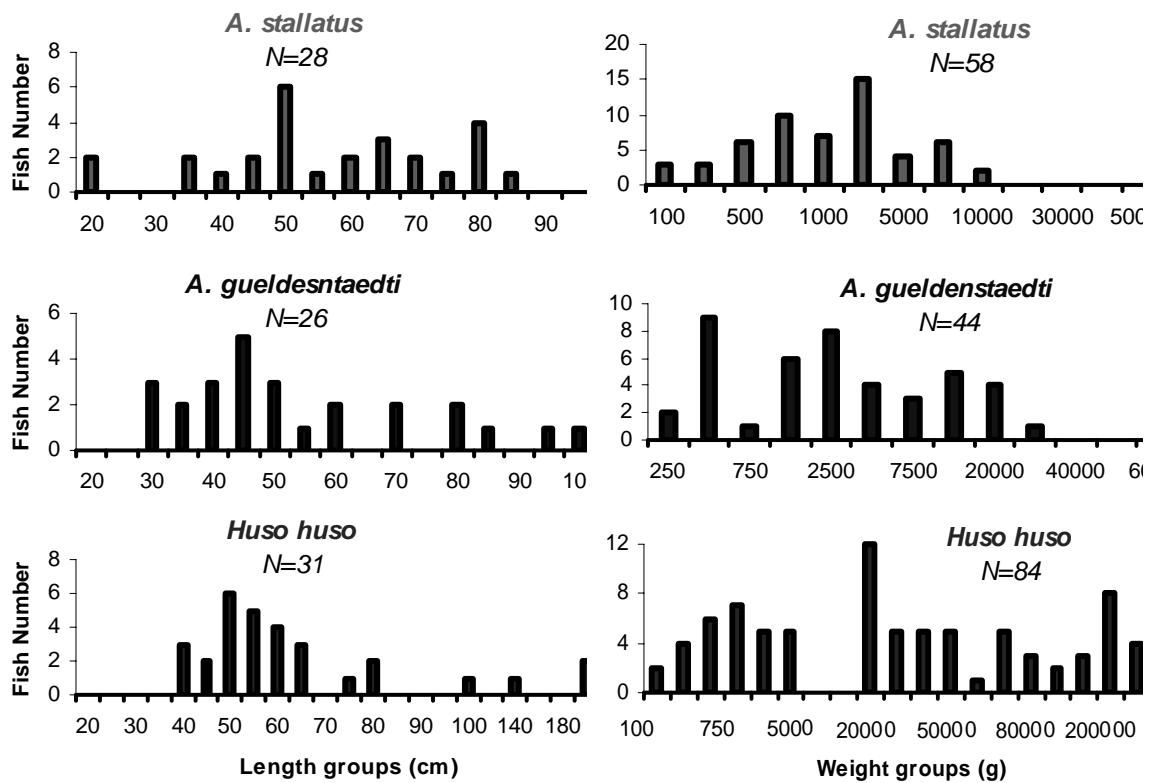 A. stallatus
N=28
Fish Number
8
6
4
2
0
20 30 40 50 60 70 80 90
A. stallatus
N=58
20
15
10
5
0
100 500 1000 5000 10000 30000 500
A. gueldesntaedti
N=26
Fish Number
6
4
2
0
20 30 40 50 60 70 80 90 10
A. gueldenstaedti
N=44
10
8
6
4
2
0
250 750 2500 7500 20000 40000 60
Huso huso
N=31
Fish Number
8
6
4
2
0
20 30 40 50 60 70 80 90 100 140 180
Length groups (cm)
Huso huso
N=84
12
8
4
0
100 750 5000 20000 50000 80000 200000
Weight groups (g)